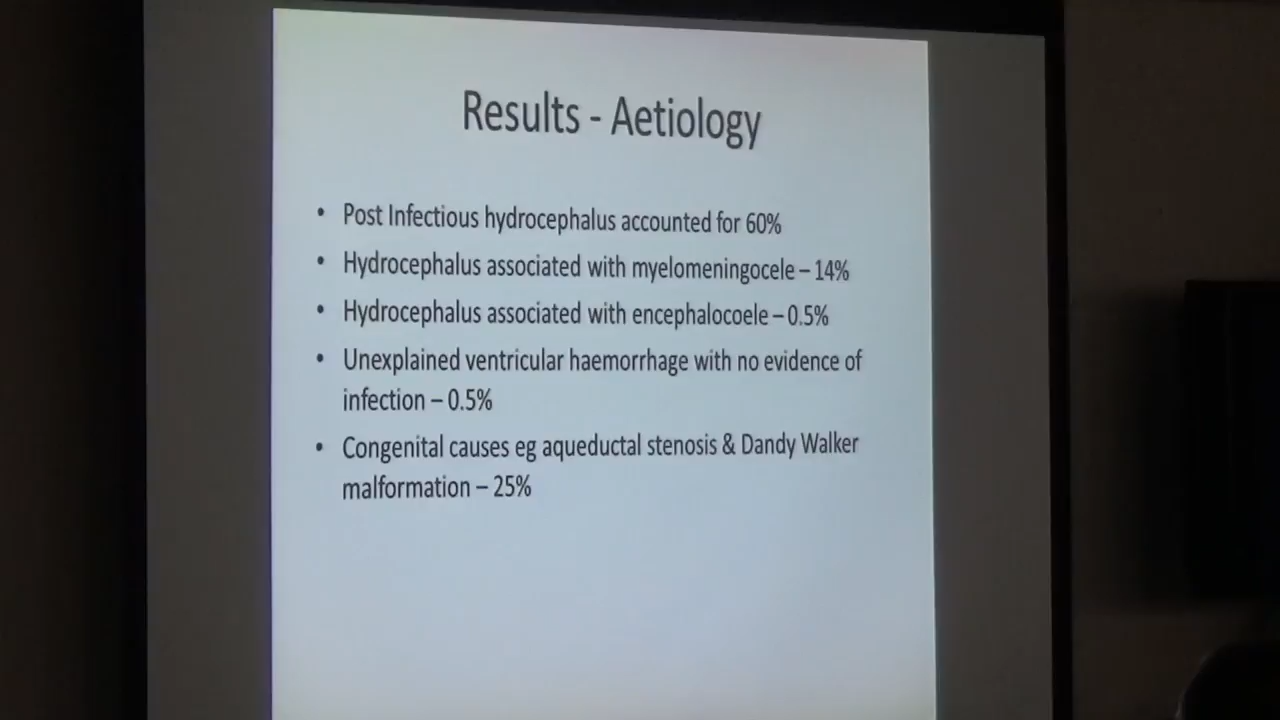 Results - Aetiology
• Post Infectious hydrocephalus accounted for 60%
• Hydrocephalus associated with myelomeningocele – 14%
• Hydrocephalus associated with encephalocoele – 0.5%
• Unexplained ventricular haemorrhage with no evidence of
infection – 0.5%
• Congenital causes eg aqueductal stenosis & Dandy Walker
malformation – 25%